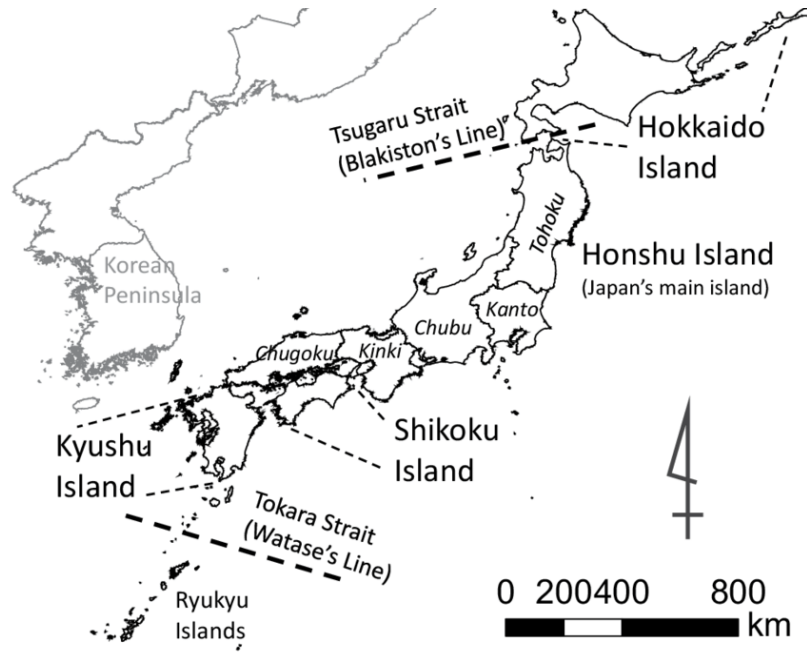 Tsugaru Strait
(Blakiston's Line)
Hokkaido
Island
Tohoku
Honshu Island
(Japan's main island)
Korean
Peninsula
Kanto
Chubu
Chugoku
Kinki
Shikoku
Island
Kyushu
Island
Tokara Strait
(Watase's Line)
Ryukyu
Islands
0 200400 800
km